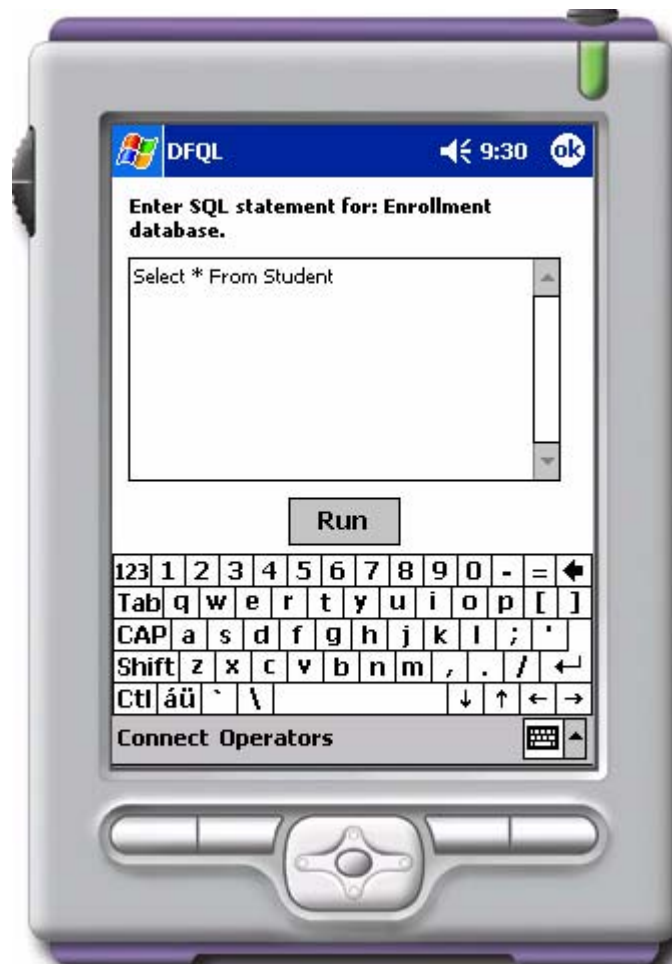 DFQL 9:30 ok
Enter SQL statement for: Enrollment
database.
Select * From Student
Run
123 1 2 3 4 5 6 7 8 9 0 - = 🡸
Tab q w e r t y u i o p [ ]
CAP a s d f g h j k l ; '
Shift z x c v b n m , . / ↵
Ctl áü ` \ ↓ ↑ ← →
Connect Operators